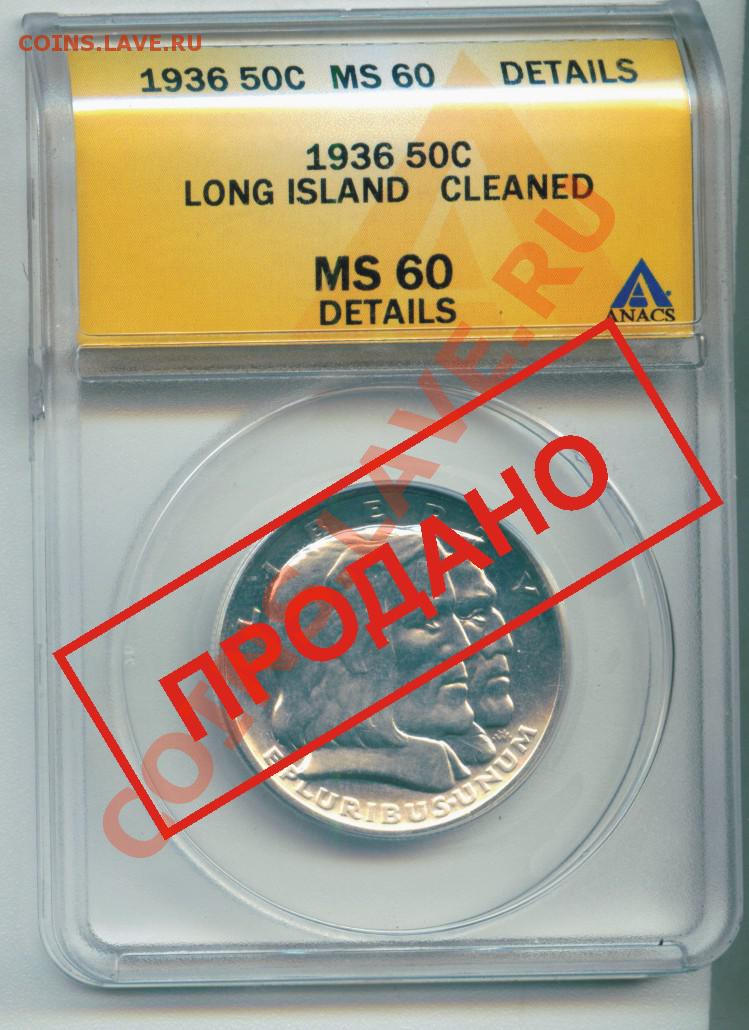 COINS.LAVE.RU
1936 50C MS 60 DETAILS
1936 50C
LONG ISLAND CLEANED
MS 60
DETAILS
ANACS
COINS.LAVE.RU
ПРОДАНО
LIBERTY
E·PLURIBUS·UNUM